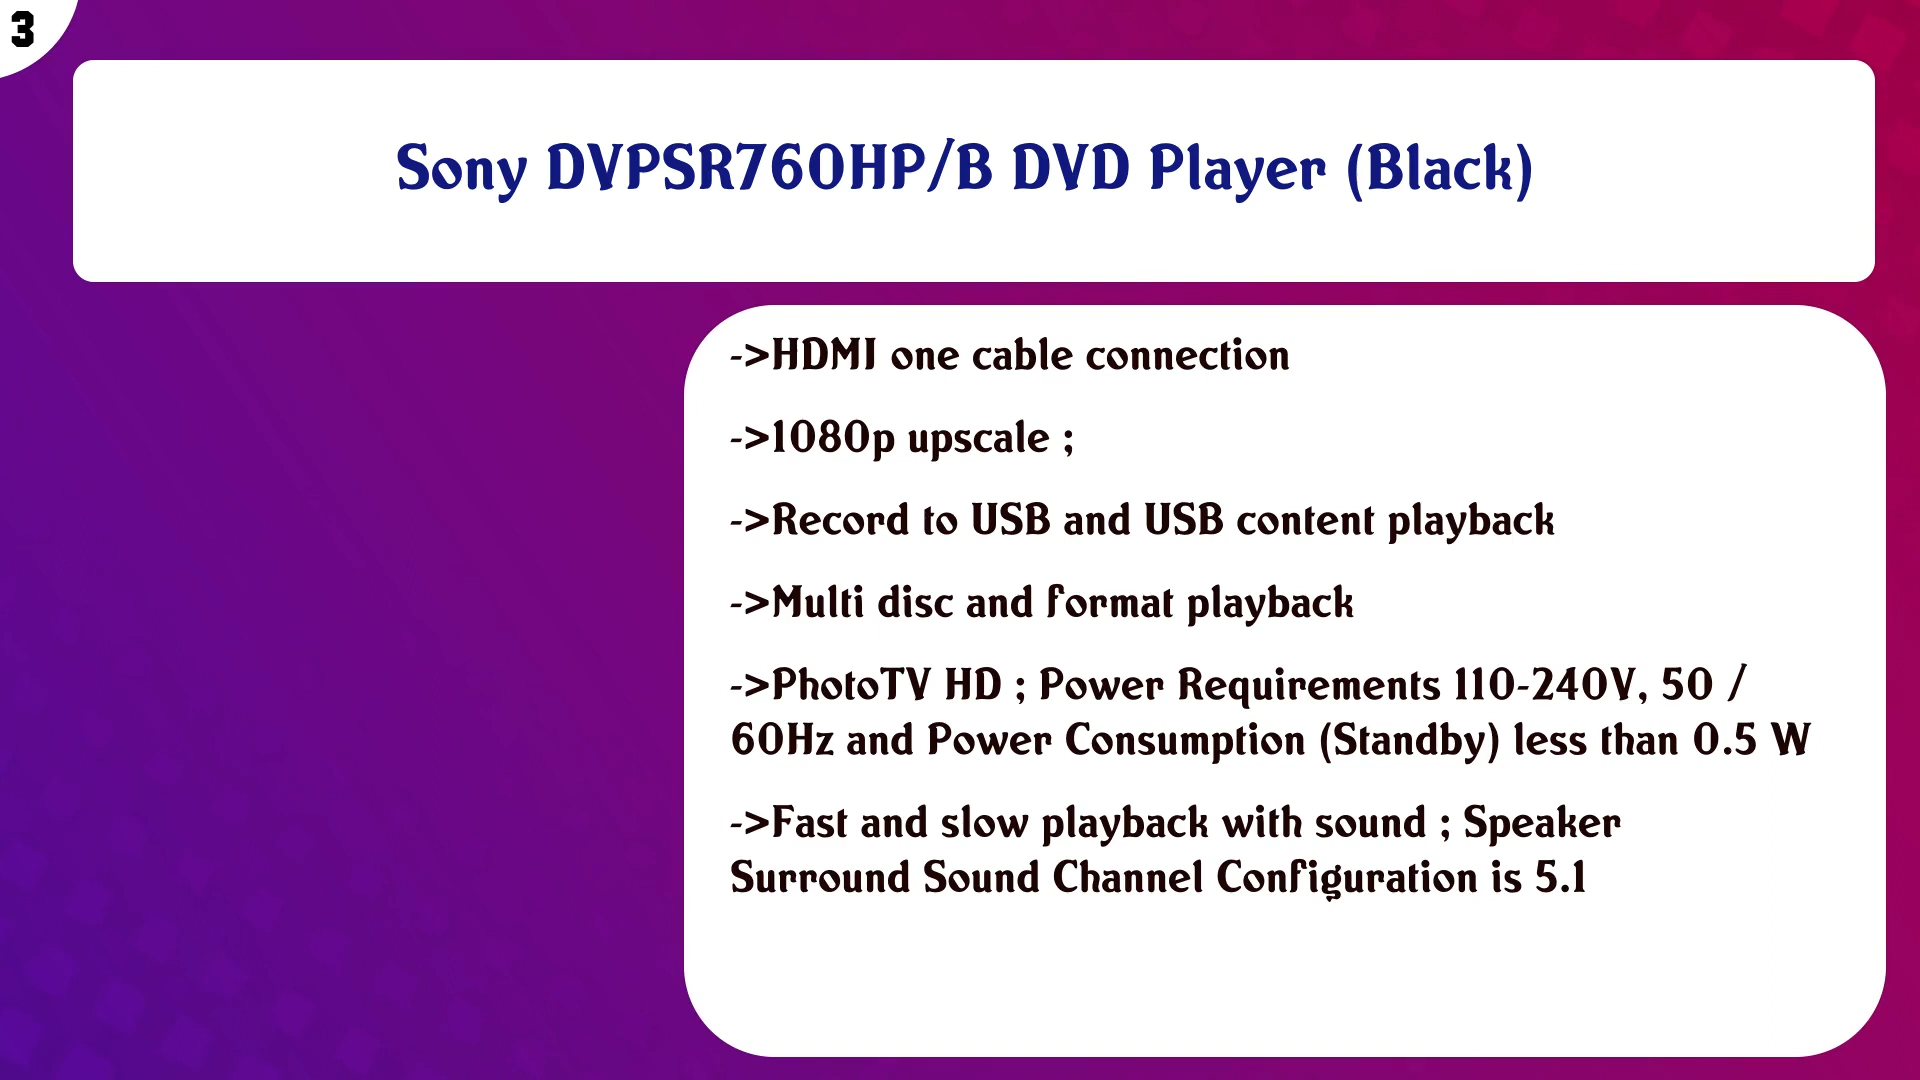 3
Sony DVPSR760HP/B DVD Player (Black)
->HDMI one cable connection
->1080p upscale ;
->Record to USB and USB content playback
->Multi disc and format playback
->PhotoTV HD ; Power Requirements 110-240V, 50 /
60Hz and Power Consumption (Standby) less than 0.5 W
->Fast and slow playback with sound ; Speaker
Surround Sound Channel Configuration is 5.1